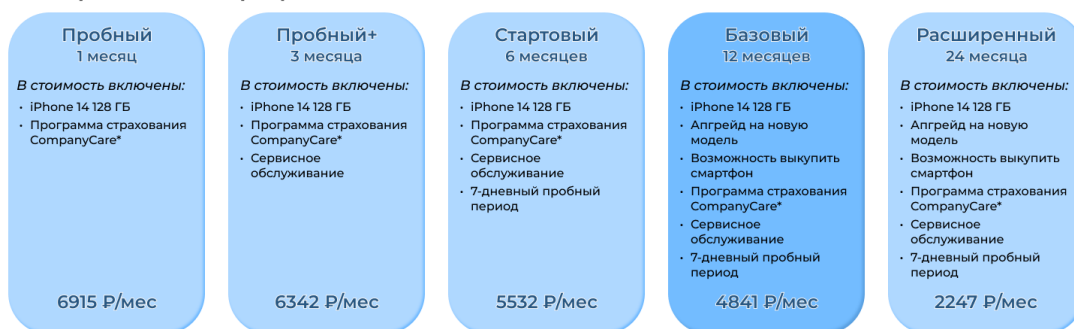 Пробный
1 месяц
В стоимость включены:
• iPhone 14 128 ГБ
• Программа страхования
CompanyCare*
6915 ₽/мес
Пробный+
3 месяца
В стоимость включены:
• iPhone 14 128 ГБ
• Программа страхования
CompanyCare*
• Сервисное
обслуживание
6342 ₽/мес
Стартовый
6 месяцев
В стоимость включены:
• iPhone 14 128 ГБ
• Программа страхования
CompanyCare*
• Сервисное
обслуживание
• 7-дневный пробный
период
5532 ₽/мес
Базовый
12 месяцев
В стоимость включены:
• iPhone 14 128 ГБ
• Апгрейд на новую
модель
• Возможность выкупить
смартфон
• Программа страхования
CompanyCare*
• Сервисное
обслуживание
• 7-дневный пробный
период
4841 ₽/мес
Расширенный
24 месяца
В стоимость включены:
• iPhone 14 128 ГБ
• Апгрейд на новую
модель
• Возможность выкупить
смартфон
• Программа страхования
CompanyCare*
• Сервисное
обслуживание
• 7-дневный пробный
период
2247 ₽/мес